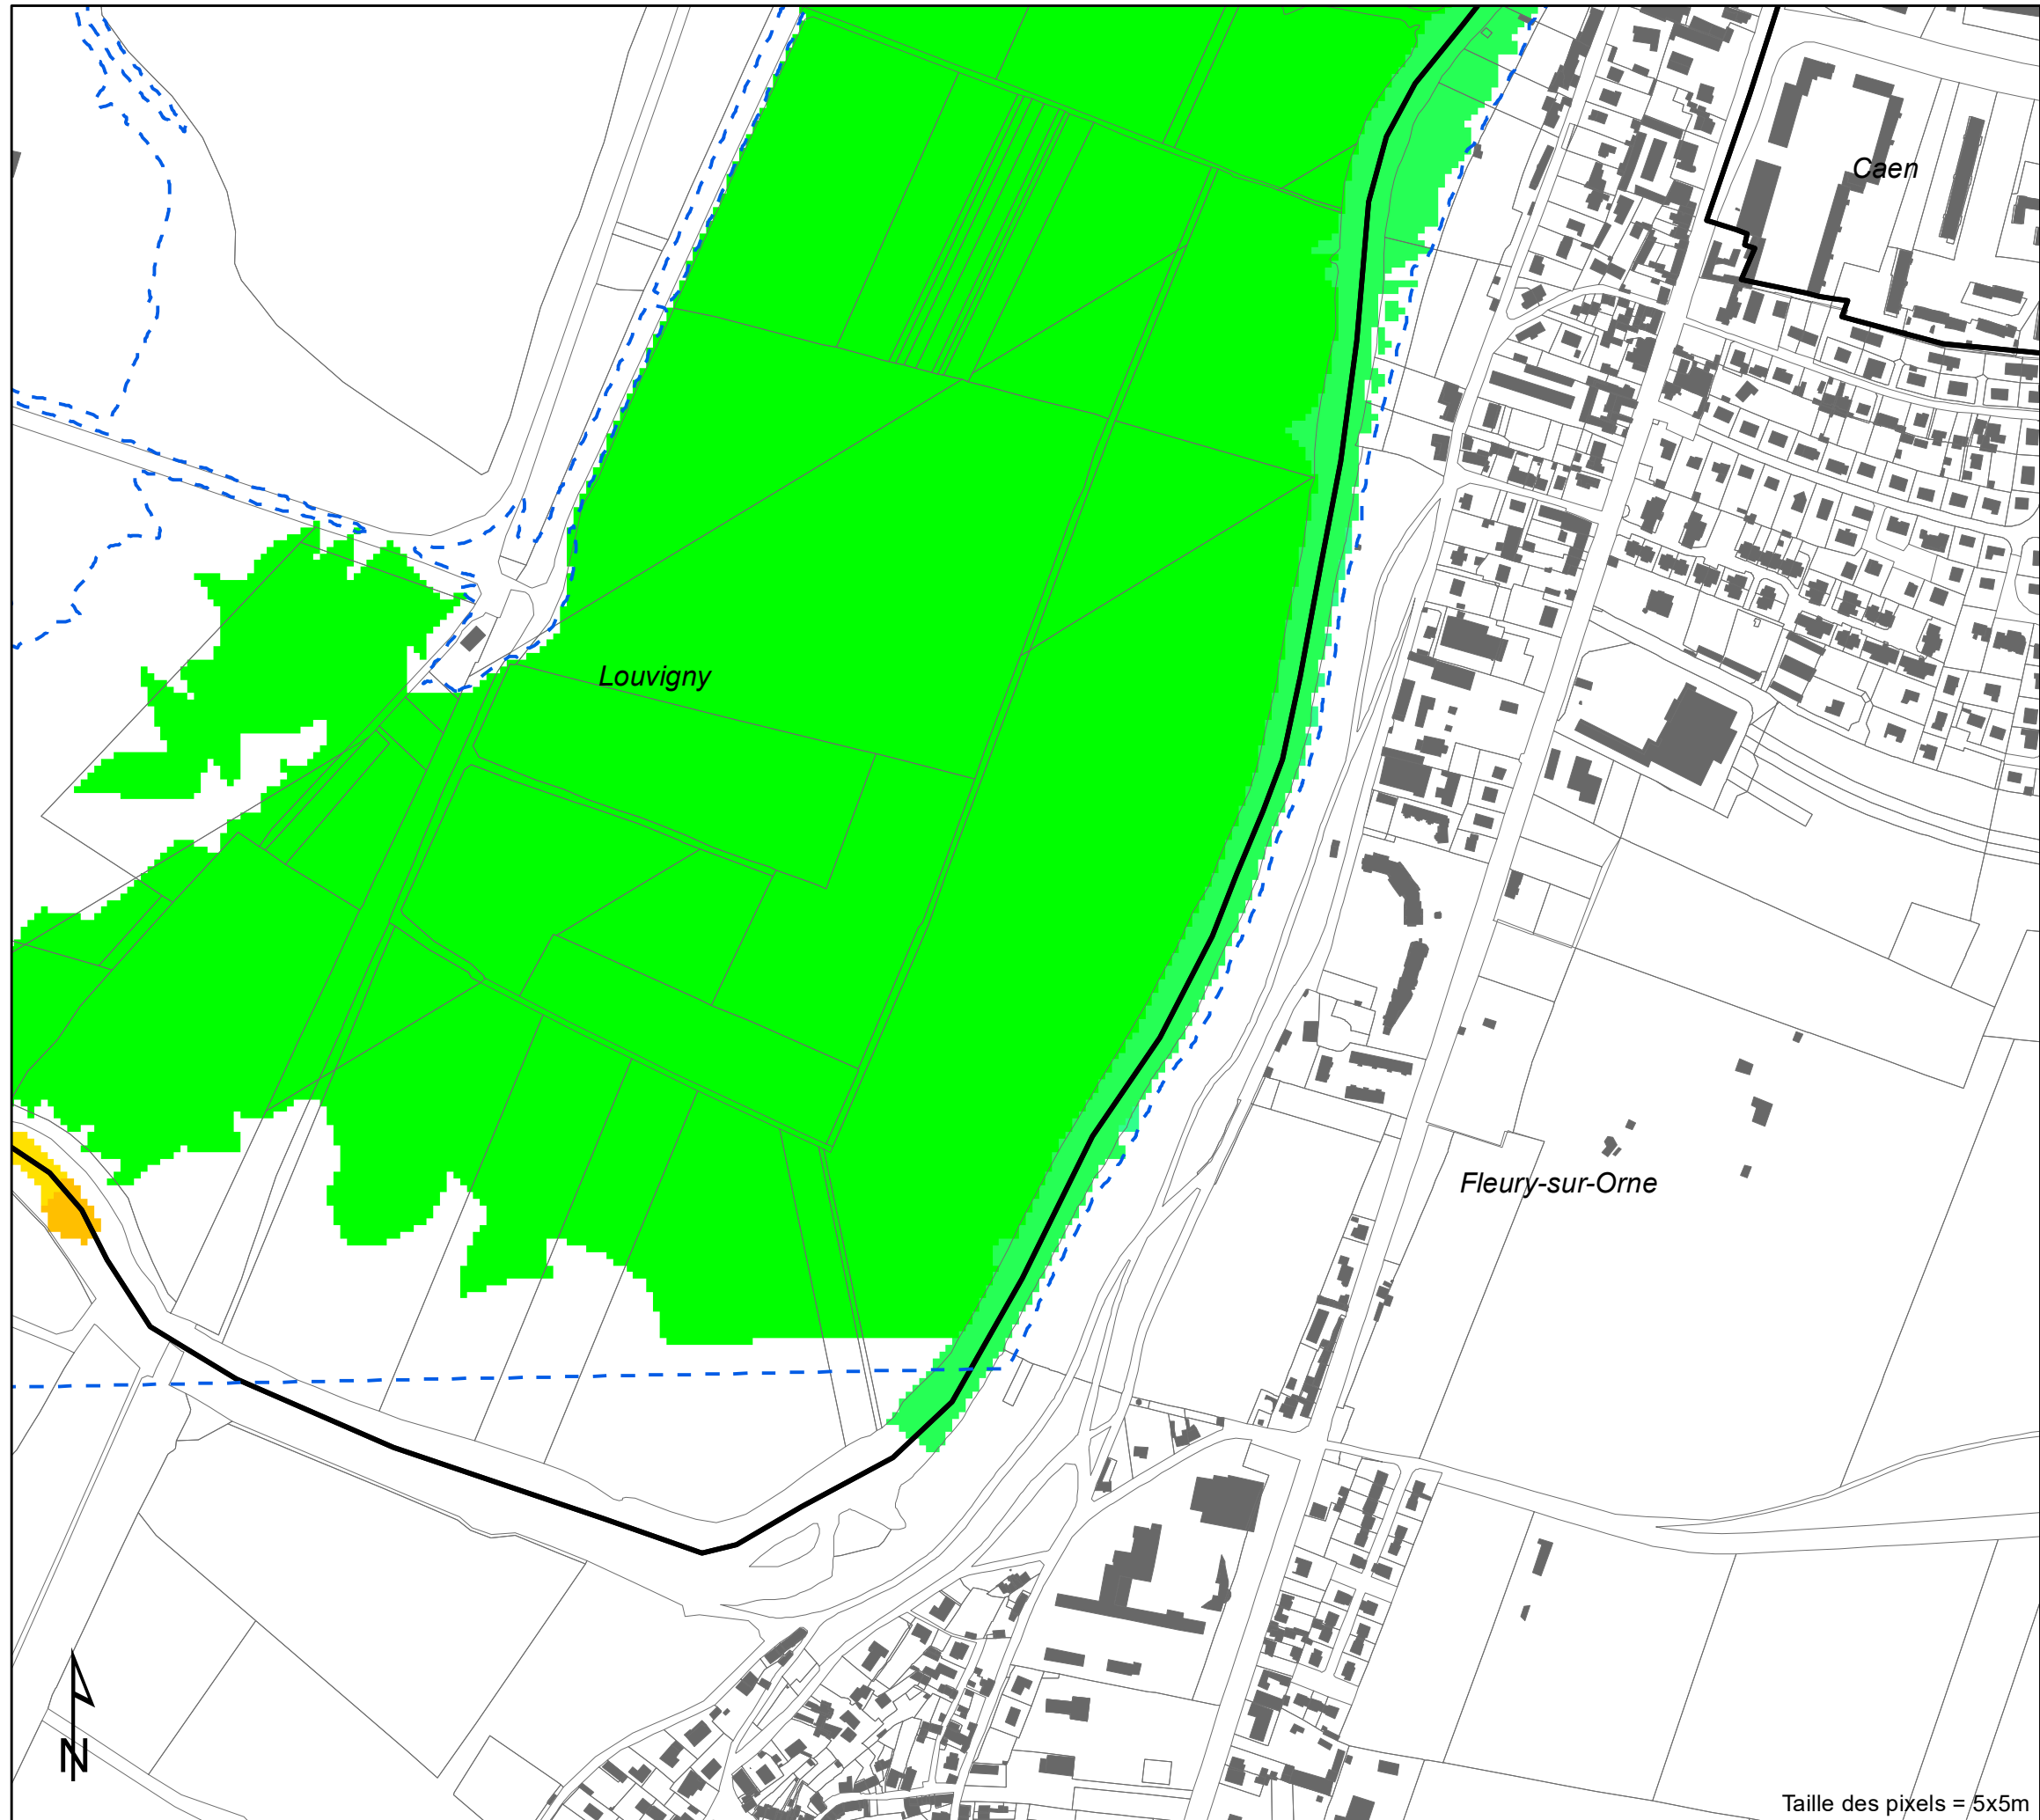 Caen
Louvigny
Fleury-sur-Orne
N
Taille des pixels = 5x5m